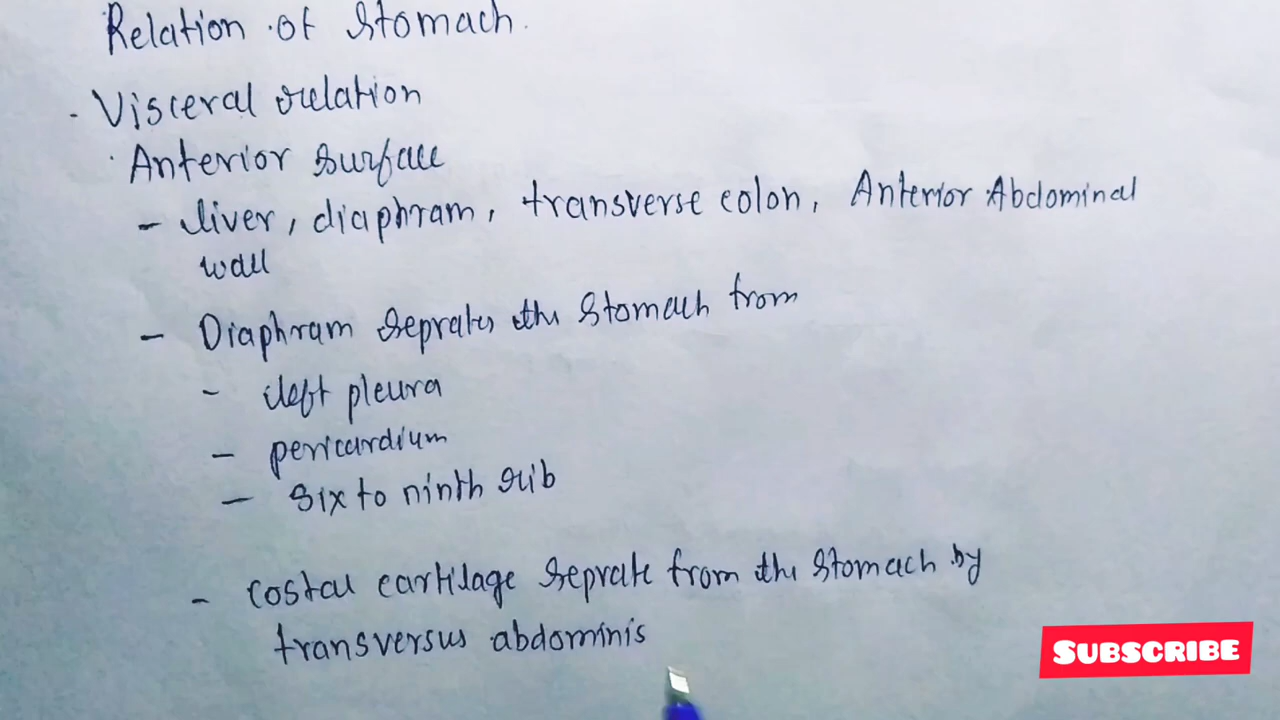 Relation of Stomach.
- Visceral relation
· Anterior Surface
- liver, diaphram, transverse colon, Anterior Abdominal
wall
- Diaphram seprates the Stomach from
- left pleura
- pericardium
- Six to ninth rib
- costal cartilage seprate from the stomach by
transversus abdominis
SUBSCRIBE